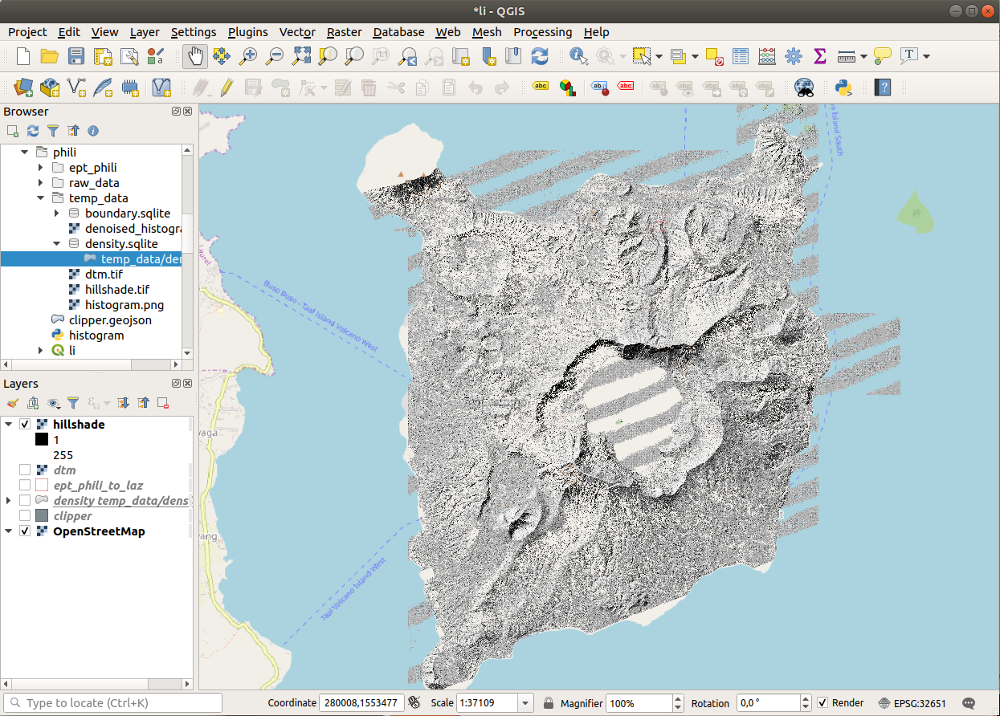 *li - QGIS
Project Edit View Layer Settings Plugins Vector Raster Database Web Mesh Processing Help
Browser
phili
ept_phili
raw_data
temp_data
boundary.sqlite
denoised_histogra
density.sqlite
temp_data/den
dtm.tif
hillshade.tif
histogram.png
clipper.geojson
histogram
li
Layers
hillshade
1
255
dtm
ept_phili_to_laz
density temp_data/dens
clipper
OpenStreetMap
Buso Buso - Taal Island Volcano West
Taal Volcano Island West
Island South
Laurel
Type to locate (Ctrl+K)
Coordinate 280008,1553477 Scale 1:37109 Magnifier 100% Rotation 0,0 ° Render EPSG:32651